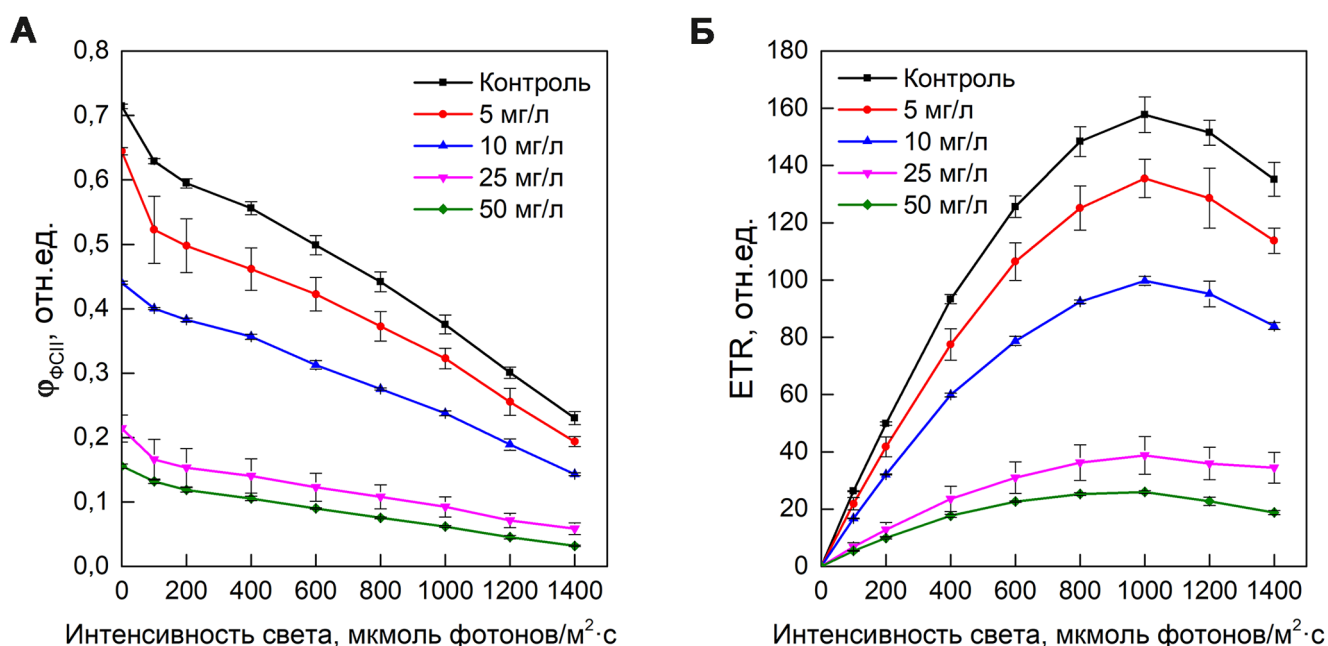 А
φФСII, отн.ед.
0,8
0,7
0,6
0,5
0,4
0,3
0,2
0,1
0,0
Контроль
5 мг/л
10 мг/л
25 мг/л
50 мг/л
0 200 400 600 800 1000 1200 1400
Интенсивность света, мкмоль фотонов/м²·с
Б
ETR, отн.ед.
180
160
140
120
100
80
60
40
20
0
Контроль
5 мг/л
10 мг/л
25 мг/л
50 мг/л
0 200 400 600 800 1000 1200 1400
Интенсивность света, мкмоль фотонов/м²·с